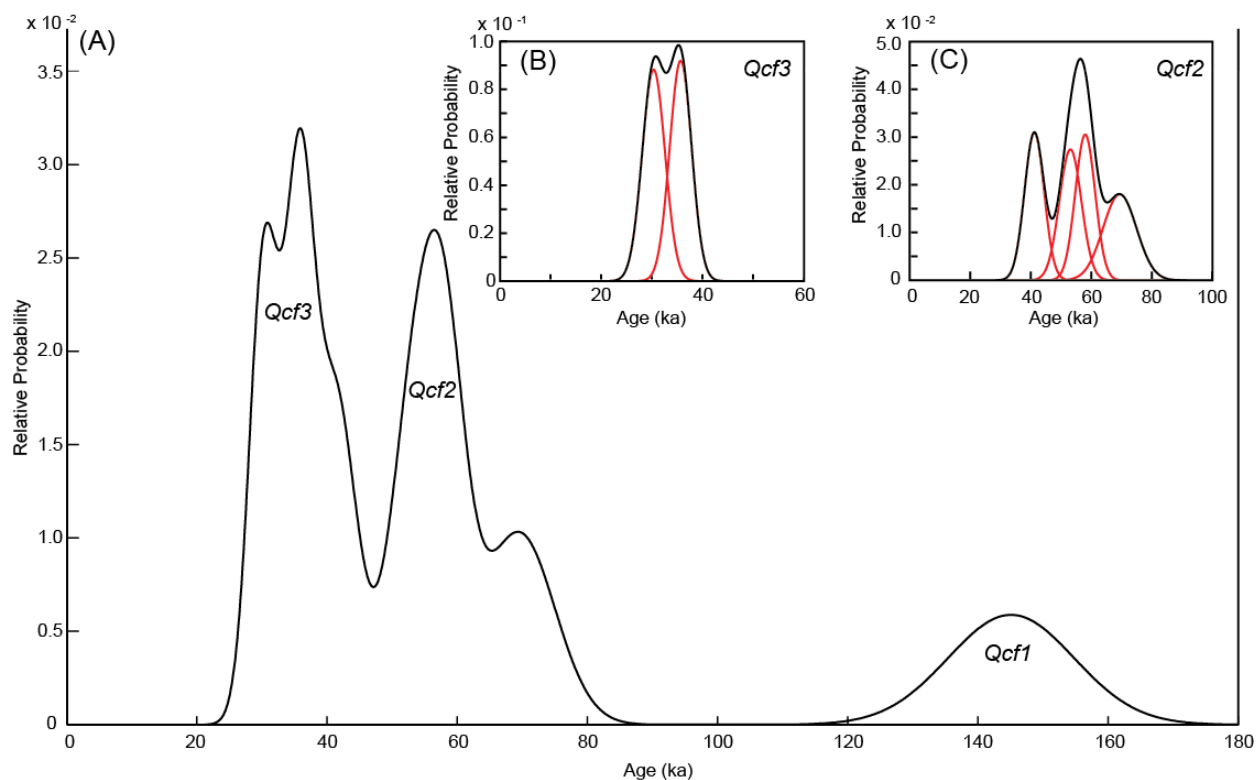 x 10 -2
(A)
3.5
3.0
2.5
2.0
1.5
1.0
0.5
0
Relative Probability
Qcf3
Qcf2
Qcf1
0 20 40 60 80 100 120 140 160 180
Age (ka)
x 10 -1
(B)
Qcf3
1.0
0.8
0.6
0.4
0.2
0
Relative Probability
0 20 40 60
Age (ka)
x 10 -2
(C)
Qcf2
5.0
4.0
3.0
2.0
1.0
0
Relative Probability
0 20 40 60 80 100
Age (ka)